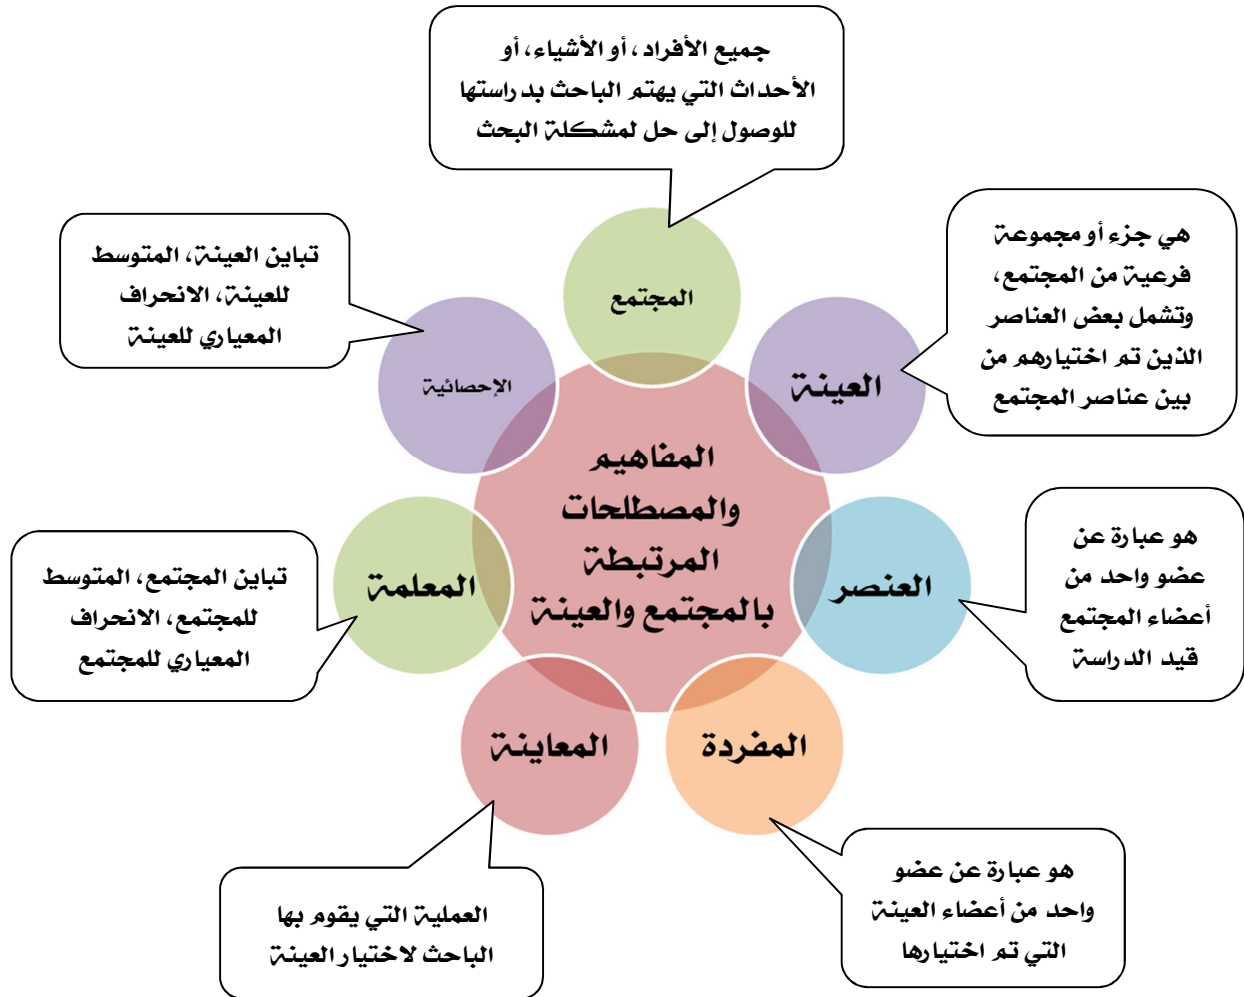 جميع الأفراد، أو الأشياء، أو
الأحداث التي يهتم الباحث بدراستها
للوصول إلى حل لمشكلة البحث
المجتمع
هي جزء أو مجموعة
فرعية من المجتمع،
وتشمل بعض العناصر
الذين تم اختيارهم من
بين عناصر المجتمع
العينة
تباين العينة، المتوسط
للعينة، الانحراف
المعياري للعينة
الإحصائية
المفاهيم
والمصطلحات
المرتبطة
بالمجتمع والعينة
هو عبارة عن
عضو واحد من
أعضاء المجتمع
قيد الدراسة
العنصر
تباين المجتمع، المتوسط
للمجتمع، الانحراف
المعياري للمجتمع
المعلمة
المفردة
هو عبارة عن عضو
واحد من أعضاء العينة
التي تم اختيارها
المعاينة
العملية التي يقوم بها
الباحث لاختيار العينة